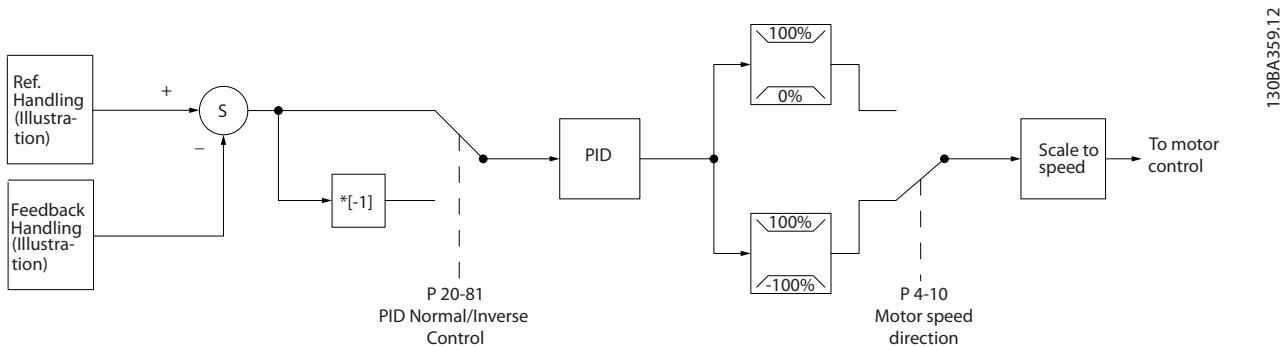 130BA359.12
Ref.
Handling
(Illustra-
tion)
+
S
−
Feedback
Handling
(Illustra-
tion)
*[-1]
P 20-81
PID Normal/Inverse
Control
PID
100%
0%
100%
-100%
P 4-10
Motor speed
direction
Scale to
speed
To motor
control